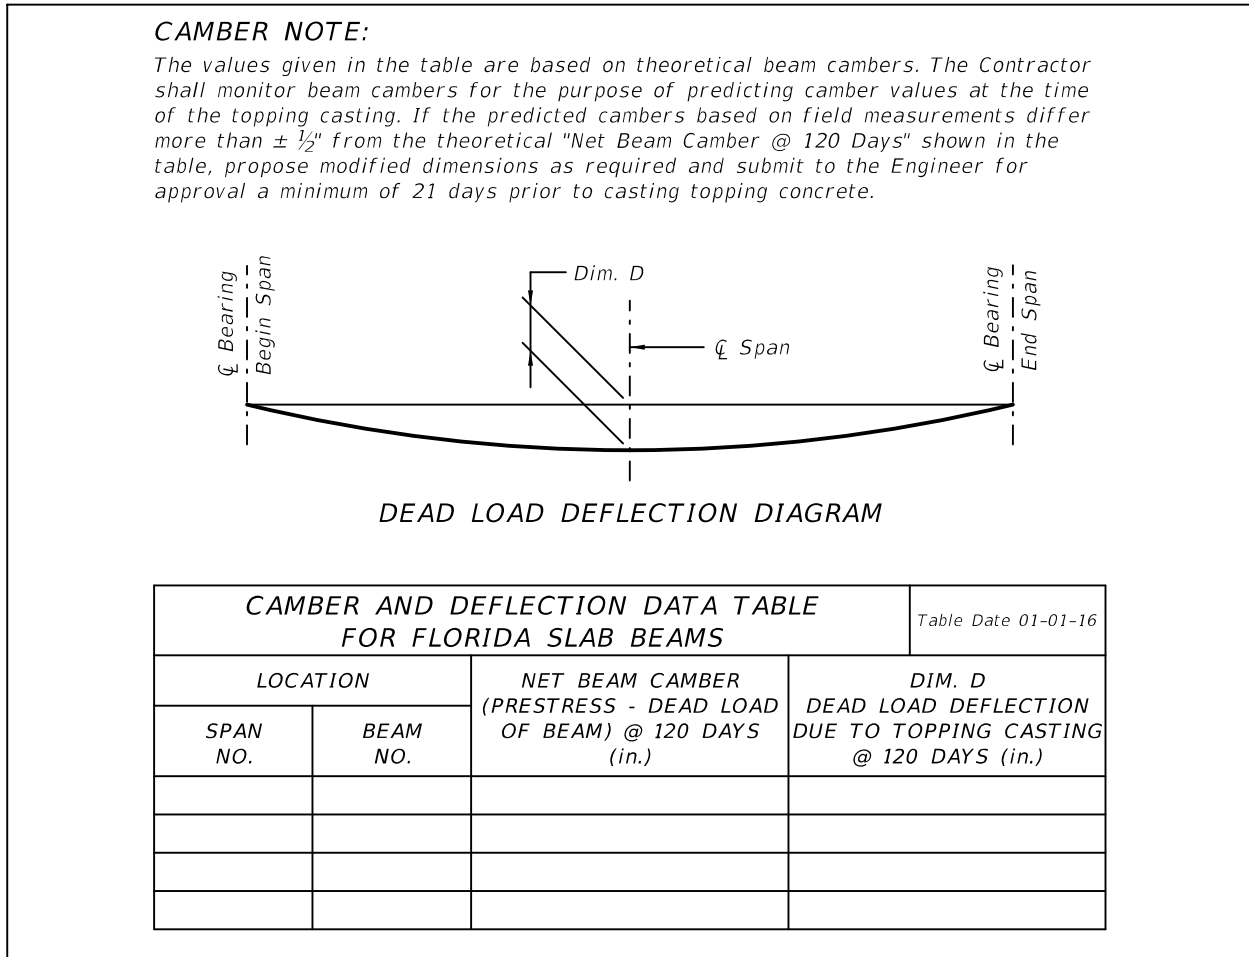 CAMBER NOTE:
The values given in the table are based on theoretical beam cambers. The Contractor
shall monitor beam cambers for the purpose of predicting camber values at the time
of the topping casting. If the predicted cambers based on field measurements differ
more than ± ½" from the theoretical "Net Beam Camber @ 120 Days" shown in the
table, propose modified dimensions as required and submit to the Engineer for
approval a minimum of 21 days prior to casting topping concrete.
℄ Bearing
Begin Span
Dim. D
℄ Span
℄ Bearing
End Span
DEAD LOAD DEFLECTION DIAGRAM
CAMBER AND DEFLECTION DATA TABLE
FOR FLORIDA SLAB BEAMS
Table Date 01-01-16
LOCATION
SPAN
NO.
BEAM
NO.
NET BEAM CAMBER
(PRESTRESS - DEAD LOAD
OF BEAM) @ 120 DAYS
(in.)
DIM. D
DEAD LOAD DEFLECTION
DUE TO TOPPING CASTING
@ 120 DAYS (in.)